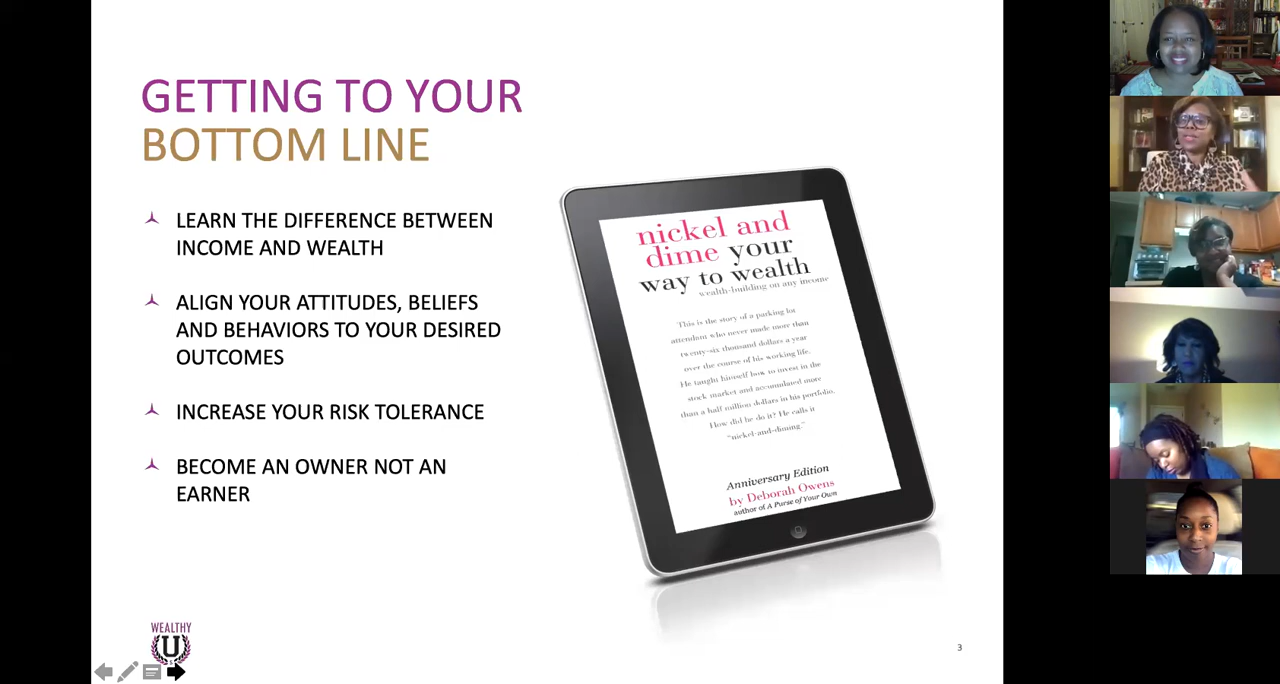 GETTING TO YOUR
BOTTOM LINE
LEARN THE DIFFERENCE BETWEEN
INCOME AND WEALTH
ALIGN YOUR ATTITUDES, BELIEFS
AND BEHAVIORS TO YOUR DESIRED
OUTCOMES
INCREASE YOUR RISK TOLERANCE
BECOME AN OWNER NOT AN
EARNER
nickel and
dime your
way to wealth
wealth-building on any income
This is the story of a parking lot
attendant who never made more than
twenty-six thousand dollars a year
over the course of his working life.
He taught himself how to invest in the
stock market and accumulated more
than a half million dollars in his portfolio.
How did he do it? He calls it
"nickel-and-diming."
Anniversary Edition
by Deborah Owens
author of A Purse of Your Own
WEALTHY
U
3